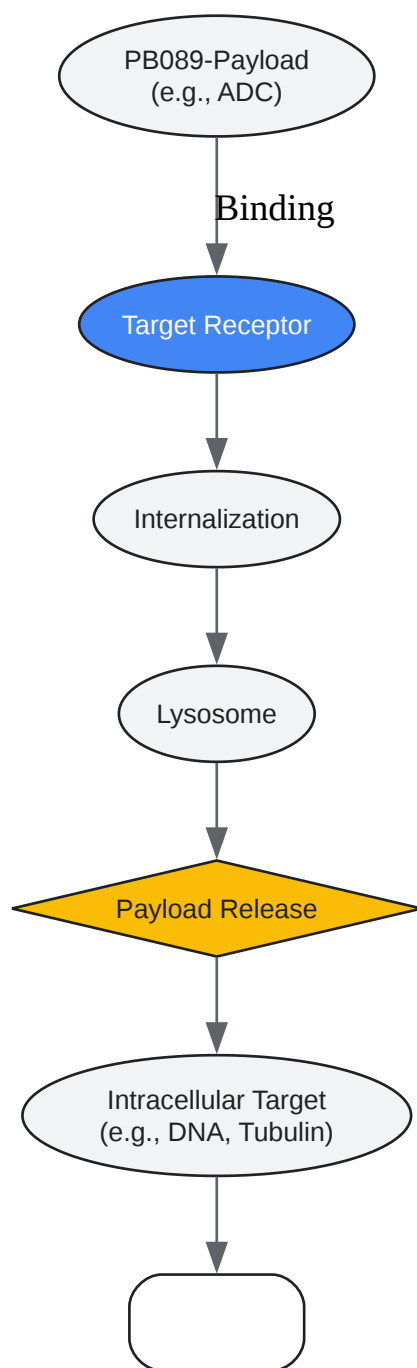 PB089-Payload
(e.g., ADC)
Binding
Target Receptor
Internalization
Lysosome
Payload Release
Intracellular Target
(e.g., DNA, Tubulin)